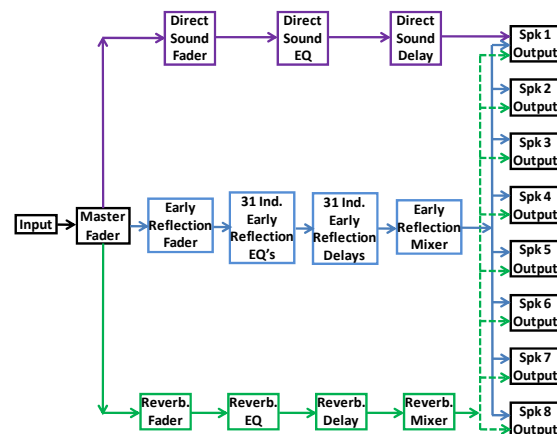 Direct
Sound
Fader
Direct
Sound
EQ
Direct
Sound
Delay
Spk 1
Output
Spk 2
Output
Spk 3
Output
Spk 4
Output
Input
Master
Fader
Early
Reflection
Fader
31 Ind.
Early
Reflection
EQ's
31 Ind.
Early
Reflection
Delays
Early
Reflection
Mixer
Spk 5
Output
Spk 6
Output
Spk 7
Output
Reverb.
Fader
Reverb.
EQ
Reverb.
Delay
Reverb.
Mixer
Spk 8
Output